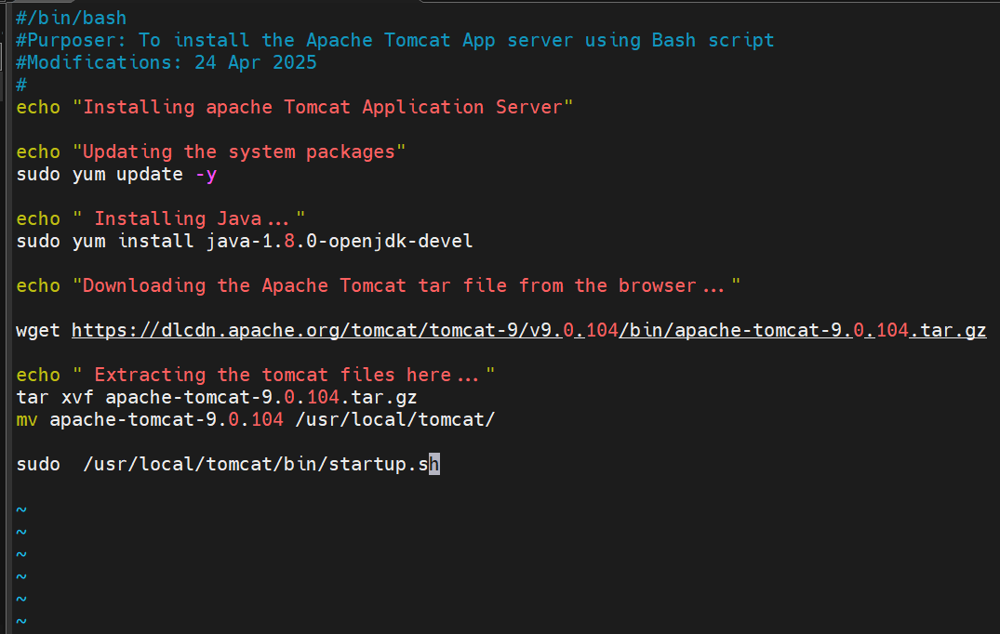 #/bin/bash
#Purposer: To install the Apache Tomcat App server using Bash script
#Modifications: 24 Apr 2025
#
echo "Installing apache Tomcat Application Server"
echo "Updating the system packages"
sudo yum update -y
echo " Installing Java..."
sudo yum install java-1.8.0-openjdk-devel
echo "Downloading the Apache Tomcat tar file from the browser..."
wget https://dlcdn.apache.org/tomcat/tomcat-9/v9.0.104/bin/apache-tomcat-9.0.104.tar.gz
echo " Extracting the tomcat files here..."
tar xvf apache-tomcat-9.0.104.tar.gz
mv apache-tomcat-9.0.104 /usr/local/tomcat/
sudo  /usr/local/tomcat/bin/startup.sh
~
~
~
~
~
~